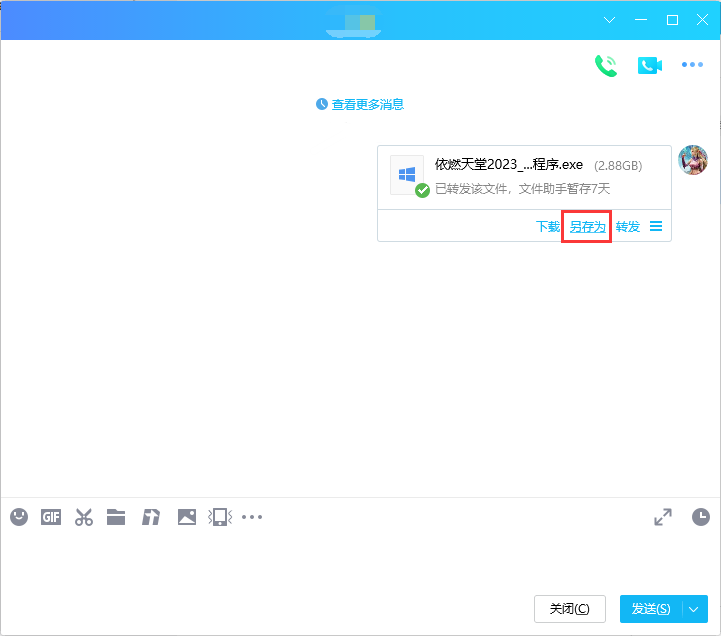 查看更多消息
依燃天堂2023_...程序.exe (2.88GB)
已转发该文件，文件助手暂存7天
下载 另存为 转发
GIF
关闭(C) 发送(S)